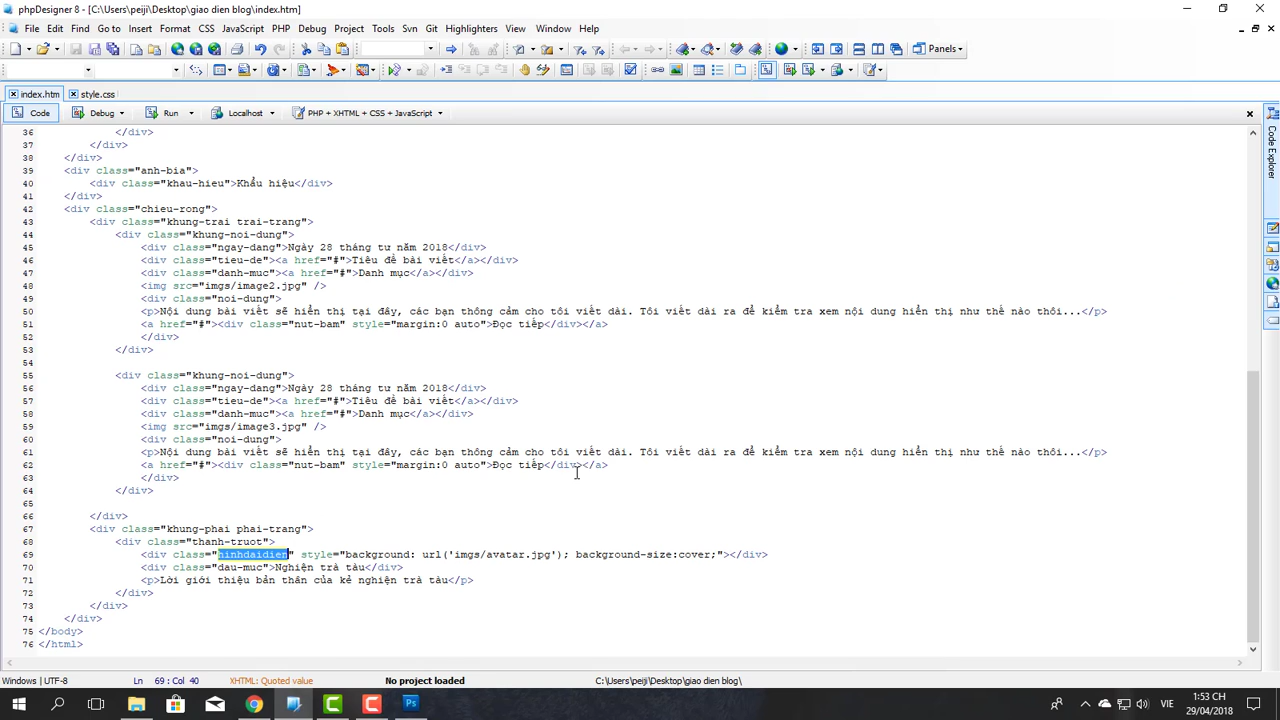 phpDesigner 8 - [C:\Users\peiji\Desktop\giao dien blog\index.htm]
File Edit Find Go to Insert Format CSS JavaScript PHP Debug Project Tools Svn Git Highlighters View Window Help
Panels
index.htm style.css
Code Debug Run Localhost PHP + XHTML + CSS + JavaScript
Code Explorer
36 </div>
37 </div>
38 </div>
39 <div class="anh-bia">
40 <div class="khau-hieu">Khẩu hiệu</div>
41 </div>
42 <div class="chieu-rong">
43 <div class="khung-trai trai-trang">
44 <div class="khung-noi-dung">
45 <div class="ngay-dang">Ngày 28 tháng tư năm 2018</div>
46 <div class="tieu-de"><a href="#">Tiêu đề bài viết</a></div>
47 <div class="danh-muc"><a href="#">Danh mục</a></div>
48 <img src="imgs/image2.jpg" />
49 <div class="noi-dung">
50 <p>Nội dung bài viết sẽ hiển thị tại đây, các bạn thông cảm cho tôi viết dài. Tôi viết dài ra để kiểm tra xem nội dung hiển thị như thế nào thôi...</p>
51 <a href="#"><div class="nut-bam" style="margin:0 auto">Đọc tiếp</div></a>
52 </div>
53 </div>
54
55 <div class="khung-noi-dung">
56 <div class="ngay-dang">Ngày 28 tháng tư năm 2018</div>
57 <div class="tieu-de"><a href="#">Tiêu đề bài viết</a></div>
58 <div class="danh-muc"><a href="#">Danh mục</a></div>
59 <img src="imgs/image3.jpg" />
60 <div class="noi-dung">
61 <p>Nội dung bài viết sẽ hiển thị tại đây, các bạn thông cảm cho tôi viết dài. Tôi viết dài ra để kiểm tra xem nội dung hiển thị như thế nào thôi...</p>
62 <a href="#"><div class="nut-bam" style="margin:0 auto">Đọc tiếp</div></a>
63 </div>
64 </div>
65
66 </div>
67 <div class="khung-phai phai-trang">
68 <div class="thanh-truot">
69 <div class="hinhdaidien" style="background: url('imgs/avatar.jpg'); background-size:cover;"></div>
70 <div class="dau-muc">Nghiện trà tàu</div>
71 <p>Lời giới thiệu bản thân của kẻ nghiện trà tàu</p>
72 </div>
73 </div>
74 </div>
75 </body>
76 </html>
Windows | UTF-8 Ln 69 : Col 40 XHTML: Quoted value No project loaded C:\Users\peiji\Desktop\giao dien blog\
Ps VIE 1:53 CH
29/04/2018